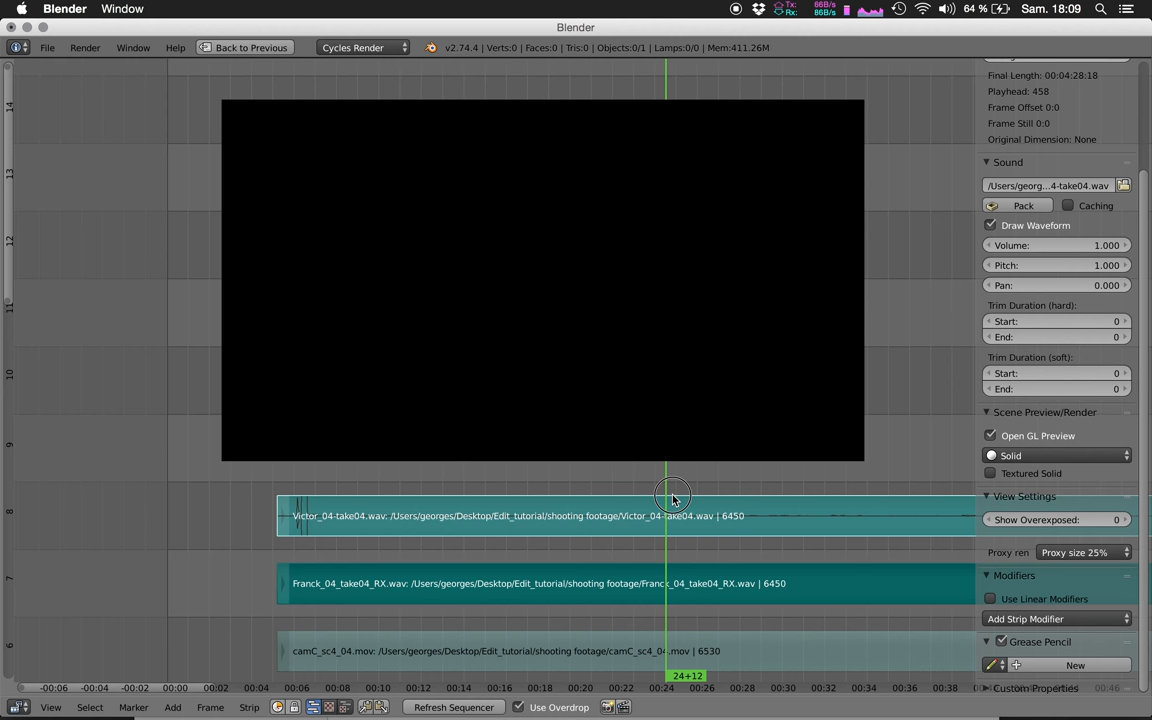 Blender Window Tx: Rx: 66B/s 86B/s 64 % Sam. 18:09
Blender
File Render Window Help Back to Previous Cycles Render v2.74.4 | Verts:0 | Faces:0 | Tris:0 | Objects:0/1 | Lamps:0/0 | Mem:411.26M
Final Length: 00:04:28:18
Playhead: 458
Frame Offset 0:0
Frame Still 0:0
Original Dimension: None
Sound
/Users/georg...4-take04.wav
Pack Caching
Draw Waveform
Volume: 1.000
Pitch: 1.000
Pan: 0.000
Trim Duration (hard):
Start: 0
End: 0
Trim Duration (soft):
Start: 0
End: 0
Scene Preview/Render
Open GL Preview
Solid
Textured Solid
View Settings
Show Overexposed: 0
Proxy ren Proxy size 25%
Modifiers
Use Linear Modifiers
Add Strip Modifier
Grease Pencil
New
Custom Properties
14
13
12
11
10
9
8
7
6
Victor_04-take04.wav: /Users/georges/Desktop/Edit_tutorial/shooting footage/Victor_04-take04.wav | 6450
Franck_04_take04_RX.wav: /Users/georges/Desktop/Edit_tutorial/shooting footage/Franck_04_take04_RX.wav | 6450
camC_sc4_04.mov: /Users/georges/Desktop/Edit_tutorial/shooting footage/camC_sc4_04.mov | 6530
24+12
-00:06 -00:04 -00:02 00:00 00:02 00:04 00:06 00:08 00:10 00:12 00:14 00:16 00:18 00:20 00:22 00:24 00:26 00:28 00:30 00:32 00:34 00:36 00:38 00:46
View Select Marker Add Frame Strip Refresh Sequencer Use Overdrop